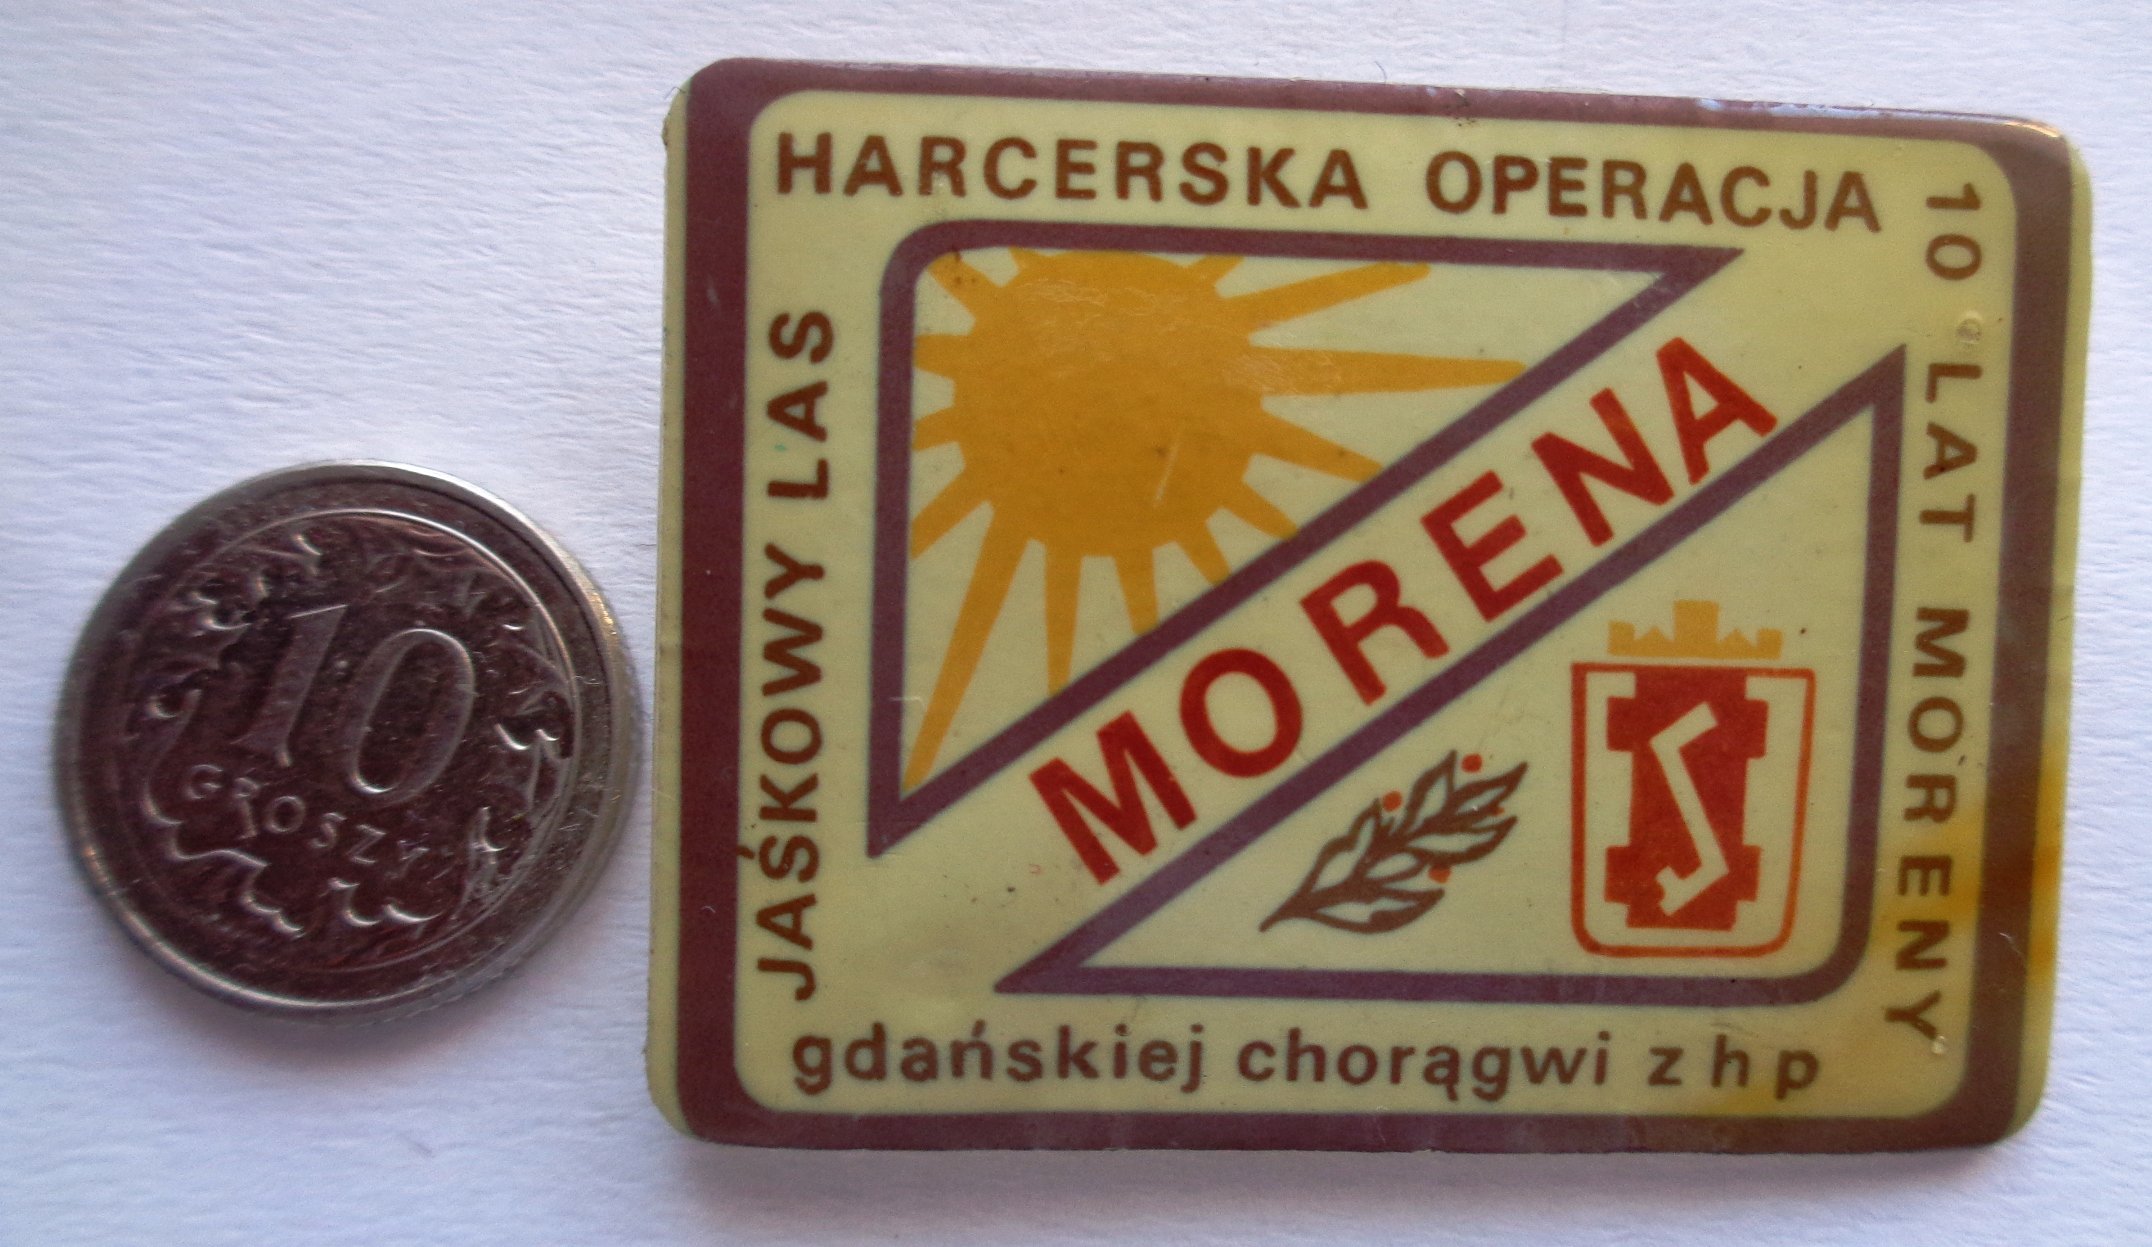 HARCERSKA OPERACJA
10 LAT MORENY
JAŚKOWY LAS
MORENA
gdańskiej chorągwi zhp
10
GROSZY